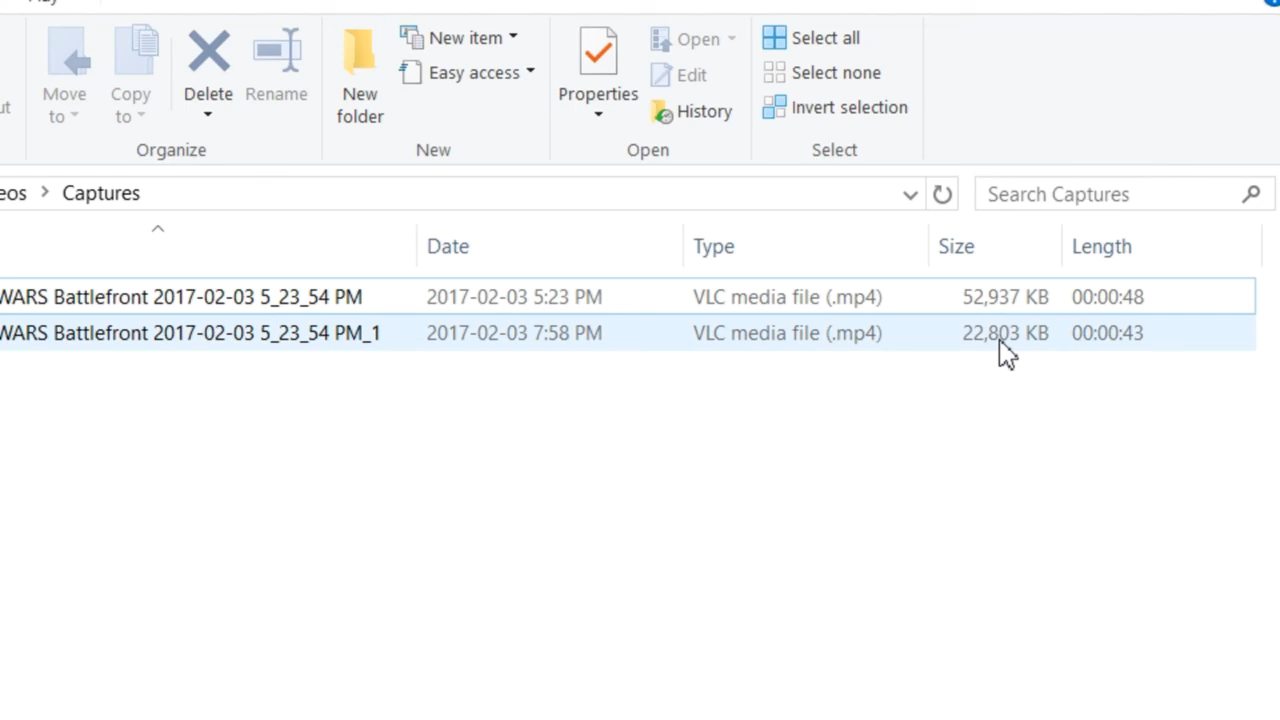 Move to
Copy to
Delete
Rename
Organize
New folder
New item
Easy access
New
Properties
Open
Edit
History
Open
Select all
Select none
Invert selection
Select
Captures
Search Captures
Date Type Size Length
WARS Battlefront 2017-02-03 5_23_54 PM 2017-02-03 5:23 PM VLC media file (.mp4) 52,937 KB 00:00:48
WARS Battlefront 2017-02-03 5_23_54 PM_1 2017-02-03 7:58 PM VLC media file (.mp4) 22,803 KB 00:00:43